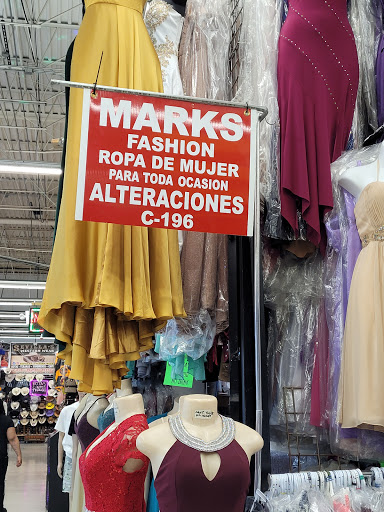 MARKS
FASHION
ROPA DE MUJER
PARA TODA OCASION
ALTERACIONES
C-196